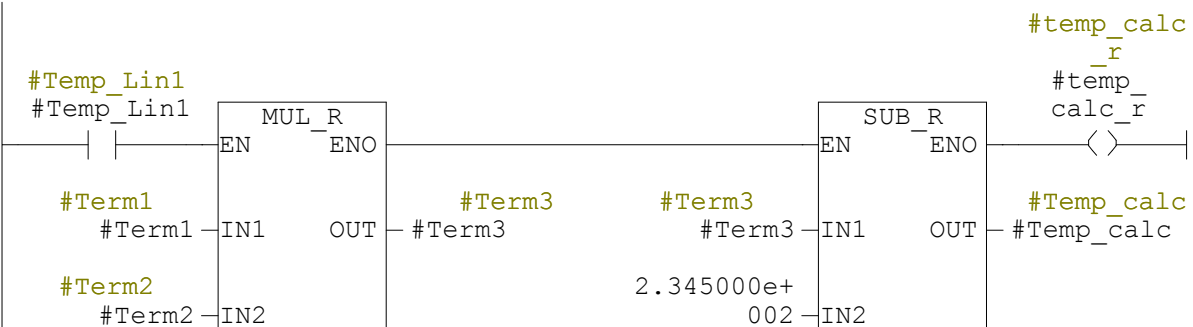 #temp_calc
_r
#Temp_Lin1
#temp_
#Temp_Lin1
calc_r
MUL_R
SUB_R
EN
ENO
EN
ENO
#Term1
#Term3
#Term3
#Temp_calc
#Term1
IN1
OUT
#Term3
#Term3
IN1
OUT
#Temp_calc
#Term2
2.345000e+
#Term2
IN2
002
IN2